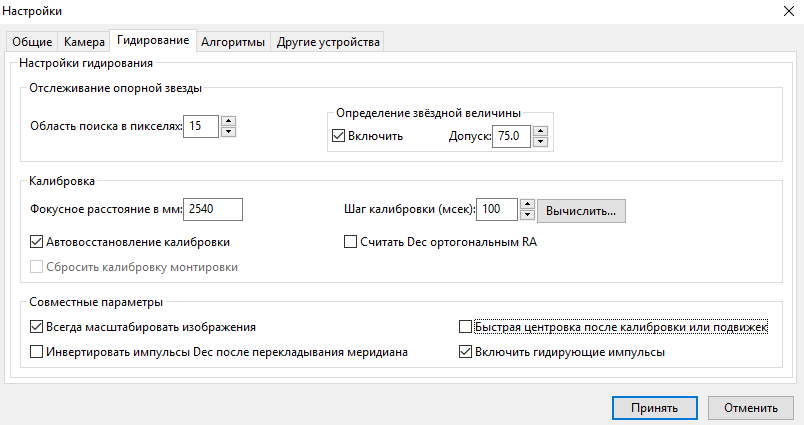 Настройки
Общие Камера Гидирование Алгоритмы Другие устройства
Настройки гидирования
Отслеживание опорной звезды
Область поиска в пикселях: 15
Определение звёздной величины
Включить Допуск: 75.0
Калибровка
Фокусное расстояние в мм: 2540 Шаг калибровки (мсек): 100 Вычислить...
Автовосстановление калибровки Считать Dec ортогональным RA
Сбросить калибровку монтировки
Совместные параметры
Всегда масштабировать изображения Быстрая центровка после калибровки или подвижек
Инвертировать импульсы Dec после перекладывания меридиана Включить гидирующие импульсы
Принять Отменить